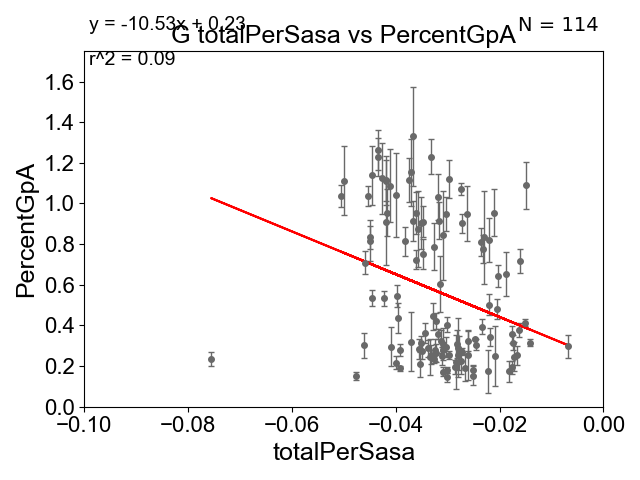 y = -10.53x + 0.23
N = 114
G totalPerSasa vs PercentGpA
r^2 = 0.09
PercentGpA
1.6
1.4
1.2
1.0
0.8
0.6
0.4
0.2
0.0
−0.10
−0.08
−0.06
−0.04
−0.02
0.00
totalPerSasa